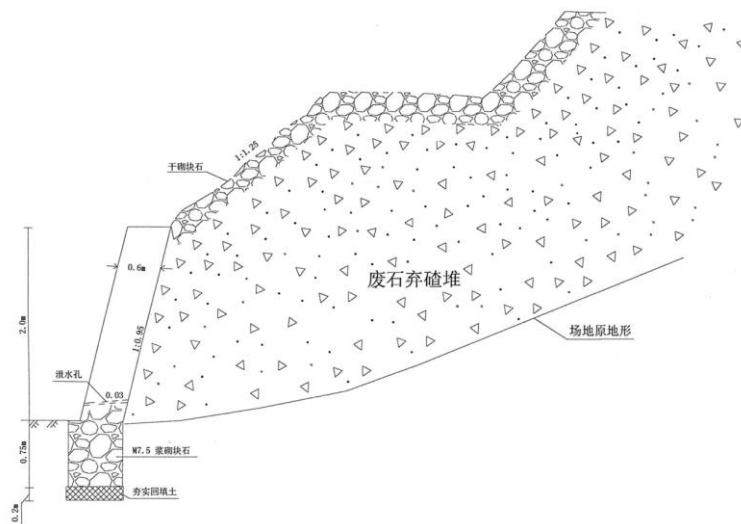 1:1.25
干砌块石
0.6m
2.0m
废石弃碴堆
1:0.95
场地原地形
泄水孔
0.03
0.75m
M7.5 浆砌块石
夯实回填土
0.2m